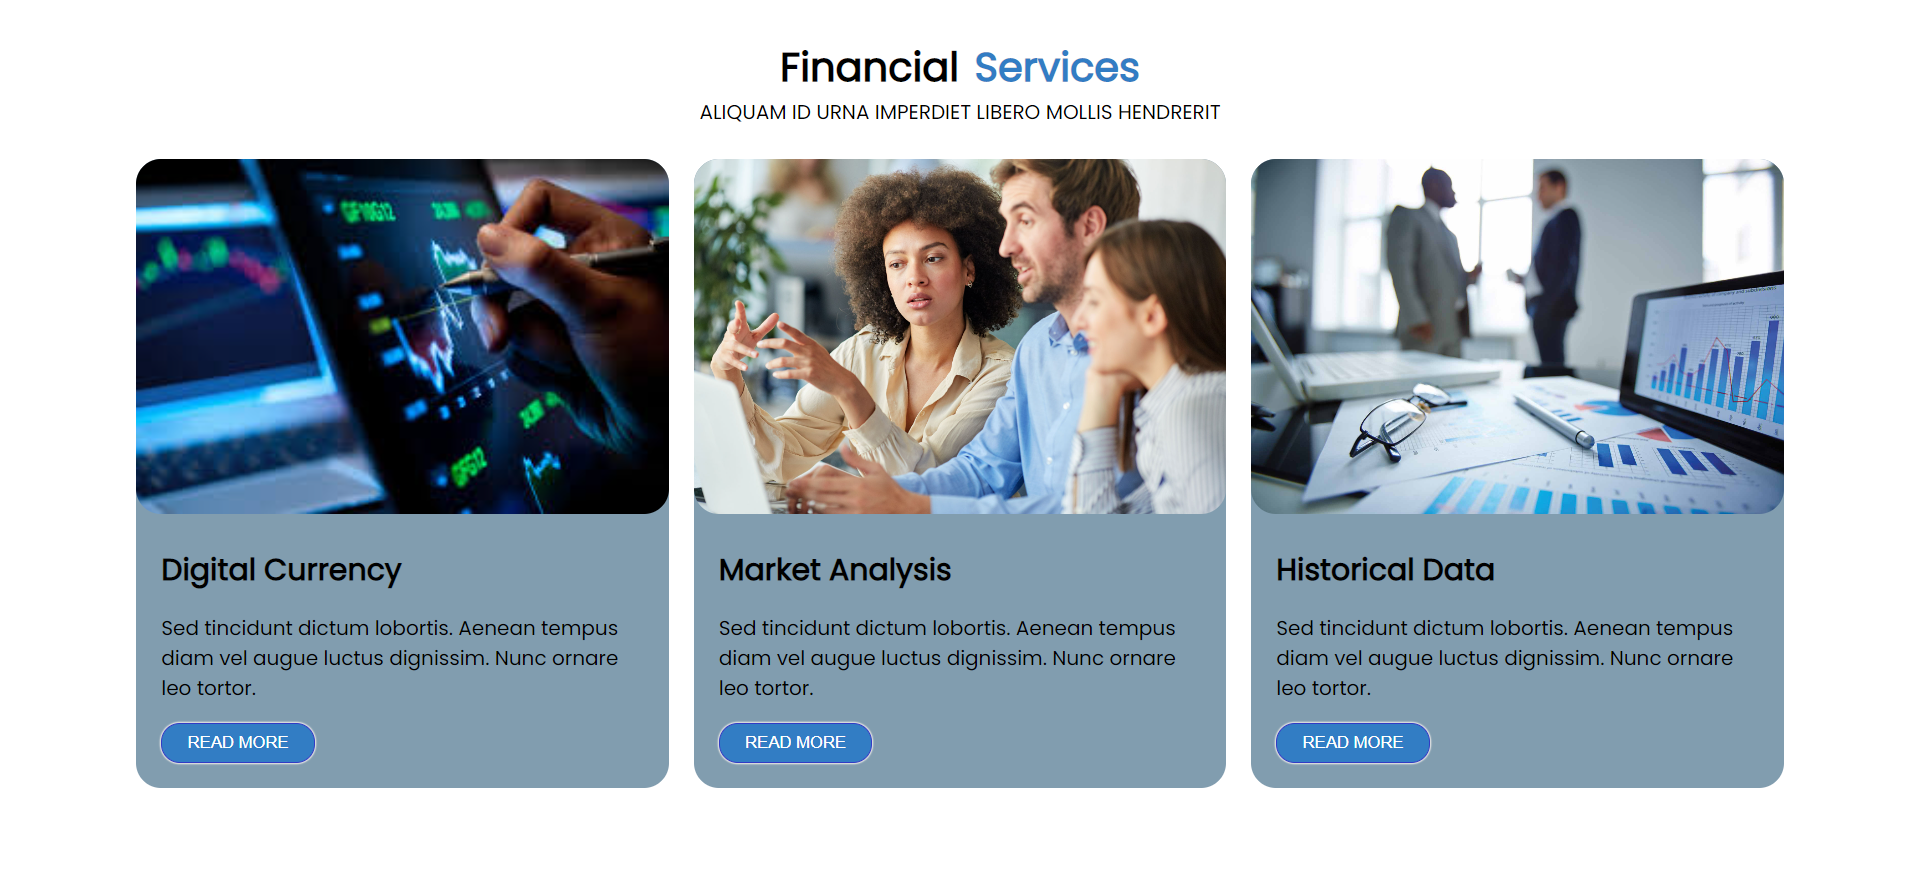 Financial Services
ALIQUAM ID URNA IMPERDIET LIBERO MOLLIS HENDRERIT
GFG12
Digital Currency
Sed tincidunt dictum lobortis. Aenean tempus
diam vel augue luctus dignissim. Nunc ornare
leo tortor.
READ MORE
Market Analysis
Sed tincidunt dictum lobortis. Aenean tempus
diam vel augue luctus dignissim. Nunc ornare
leo tortor.
READ MORE
Historical Data
Sed tincidunt dictum lobortis. Aenean tempus
diam vel augue luctus dignissim. Nunc ornare
leo tortor.
READ MORE